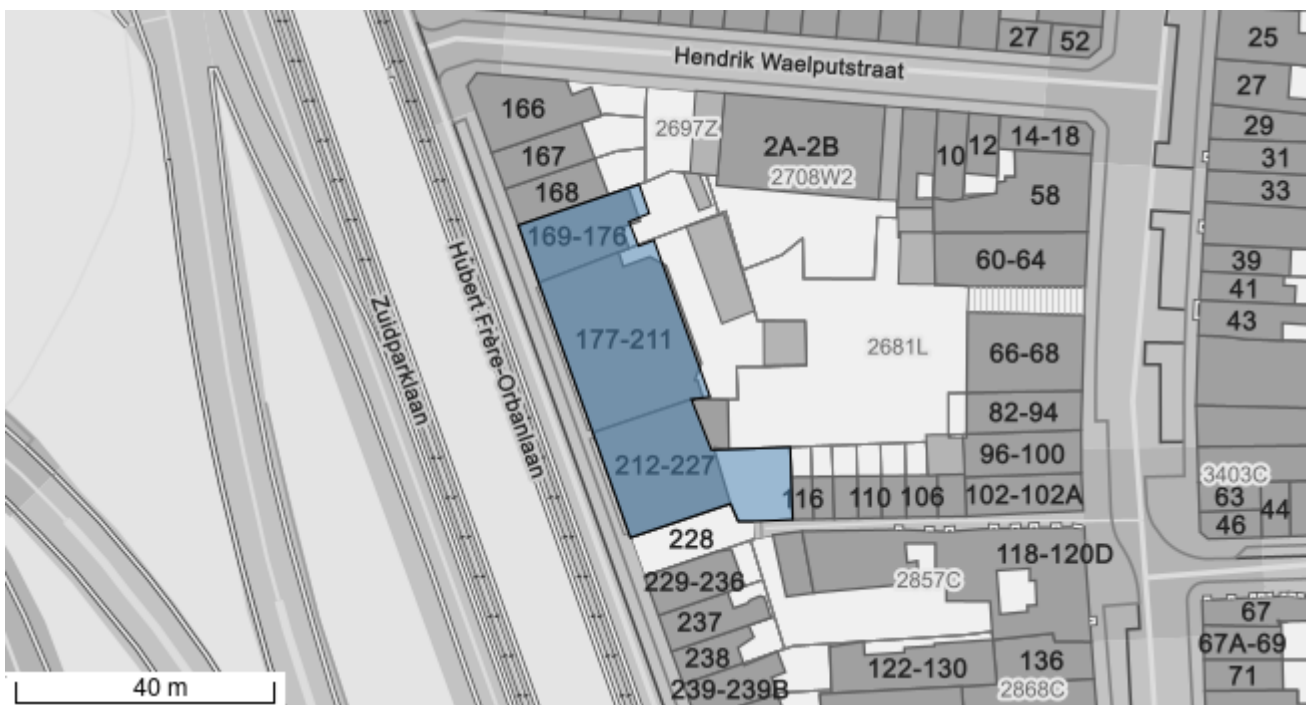 27
52
25
Hendrik Waelputstraat
166
2697Z
2A-2B
2708W2
10
12
14-18
27
29
31
33
167
168
58
169-176
60-64
39
41
43
Hubert Frère-Orbanlaan
Zuidparklaan
177-211
2681L
66-68
82-94
212-227
96-100
3403C
116
110
106
102-102A
63
44
46
228
118-120D
229-236
2857C
67
237
67A-69
238
122-130
136
71
239-239B
2868C
40 m